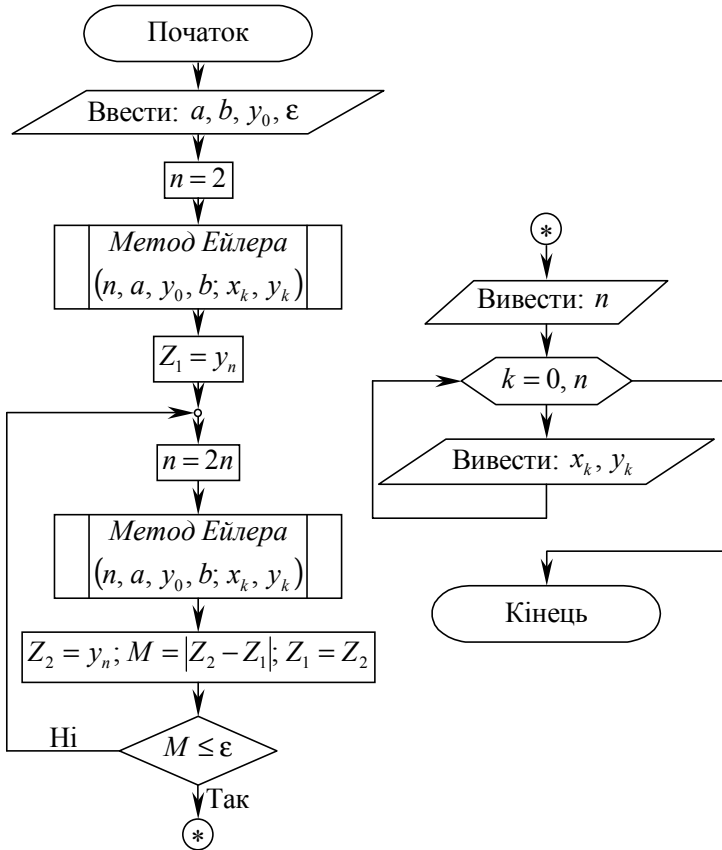 Початок
Ввести: a, b, y₀, ε
n = 2
Метод Ейлера
(n, a, y₀, b; xₖ, yₖ)
Z₁ = yₙ
n = 2n
Метод Ейлера
(n, a, y₀, b; xₖ, yₖ)
Z₂ = yₙ; M = |Z₂ − Z₁|; Z₁ = Z₂
Ні
M ≤ ε
Так
*
*
Вивести: n
k = 0, n
Вивести: xₖ, yₖ
Кінець